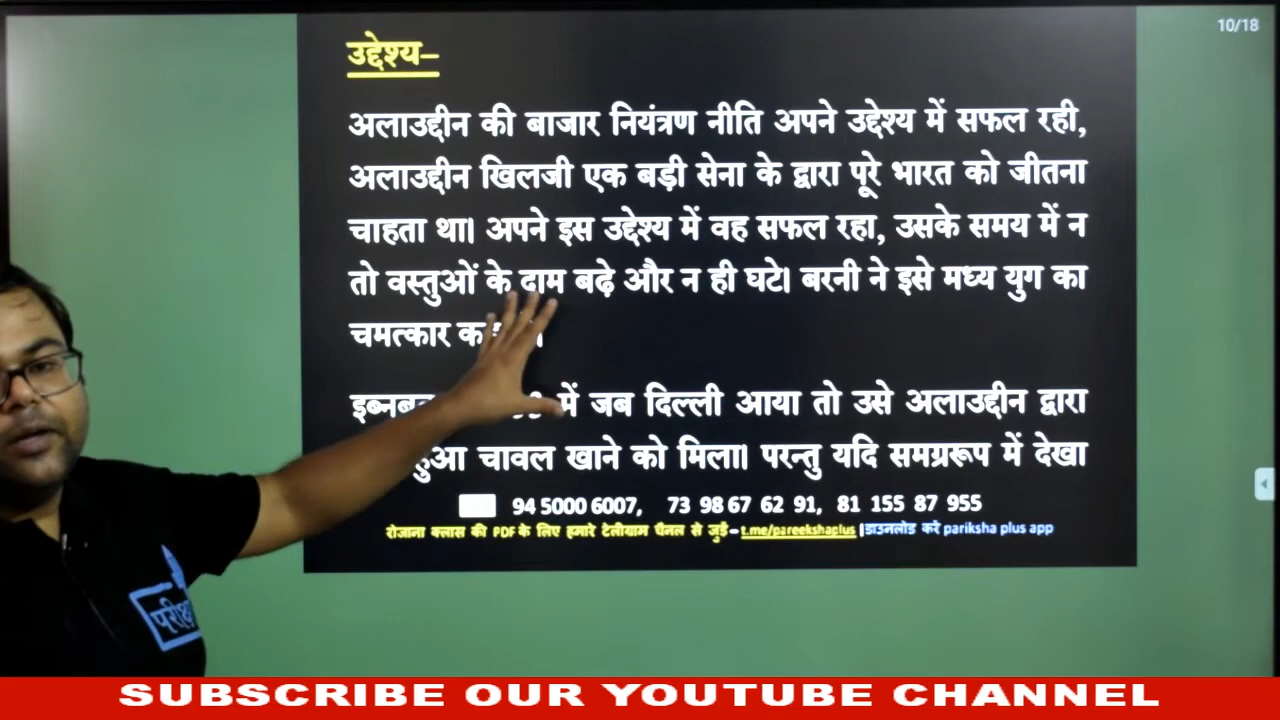 10/18
उद्देश्य–
अलाउद्दीन की बाजार नियंत्रण नीति अपने उद्देश्य में सफल रही,
अलाउद्दीन खिलजी एक बड़ी सेना के द्वारा पूरे भारत को जीतना
चाहता था। अपने इस उद्देश्य में वह सफल रहा, उसके समय में न
तो वस्तुओं के दाम बढ़े और न ही घटे। बरनी ने इसे मध्य युग का
चमत्कार
में जब दिल्ली आया तो उसे अलाउद्दीन द्वारा
चावल खाने को मिला। परन्तु यदि समग्ररूप में देखा
94 5000 6007, 73 98 67 62 91, 81 155 87 955
रोजाना क्लास की PDF के लिए हमारे टेलीग्राम चैनल से जुड़ें – t.me/pareekshaplus | डाउनलोड करे pariksha plus app
SUBSCRIBE OUR YOUTUBE CHANNEL